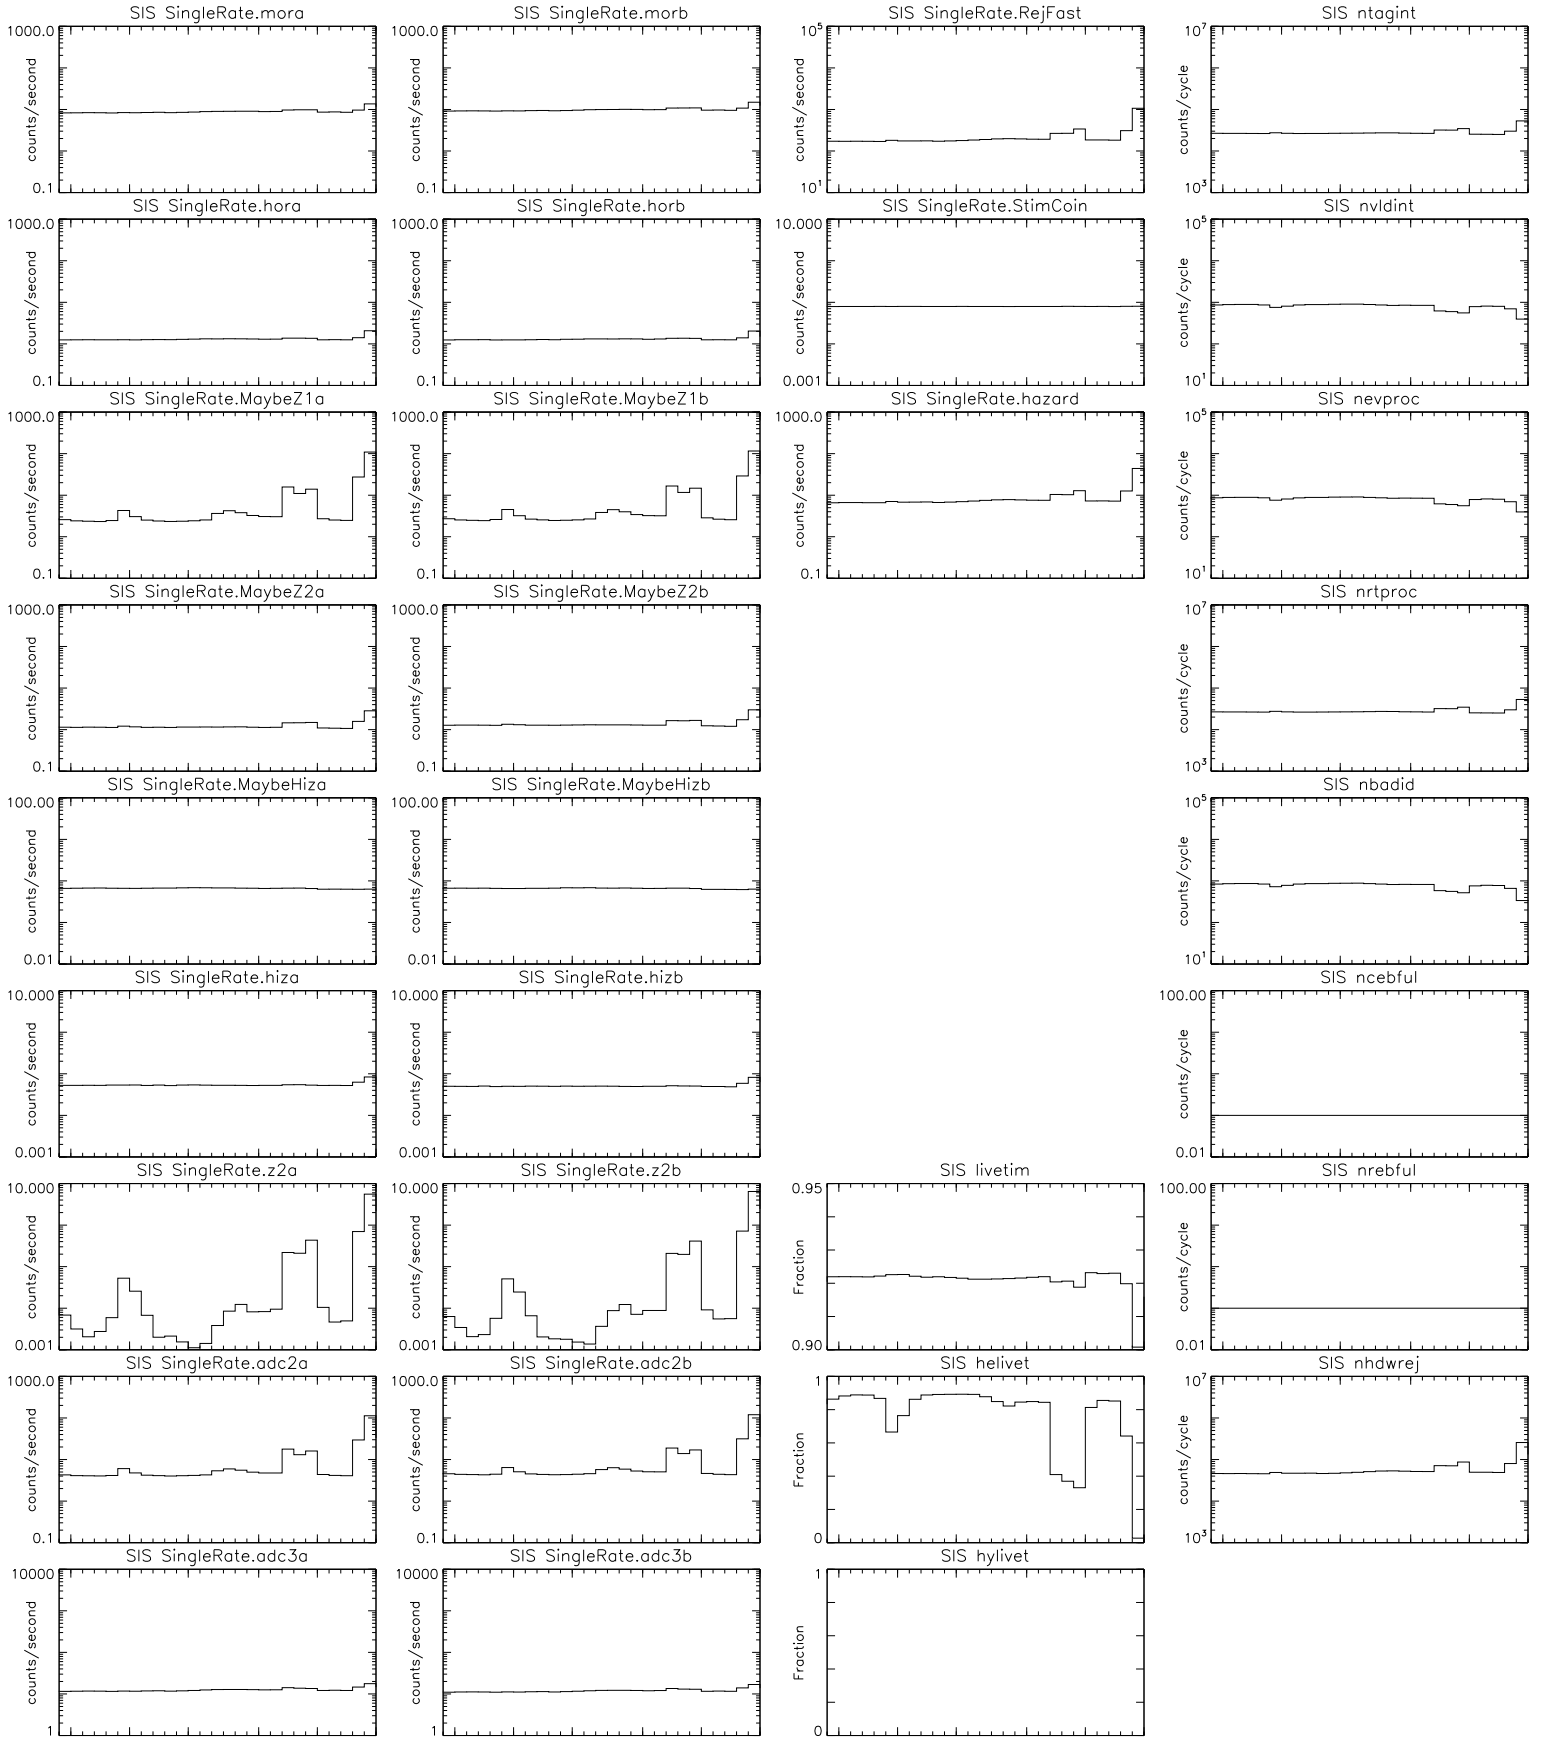 SIS SingleRate.mora
1000.0
counts/second
0.1
SIS SingleRate.morb
1000.0
counts/second
0.1
SIS SingleRate.RejFast
10^5
counts/second
10^1
SIS ntagint
10^7
counts/cycle
10^3
SIS SingleRate.hora
1000.0
counts/second
0.1
SIS SingleRate.horb
1000.0
counts/second
0.1
SIS SingleRate.StimCoin
10.000
counts/second
0.001
SIS nvldint
10^5
counts/cycle
10^1
SIS SingleRate.MaybeZ1a
1000.0
counts/second
0.1
SIS SingleRate.MaybeZ1b
1000.0
counts/second
0.1
SIS SingleRate.hazard
1000.0
counts/second
0.1
SIS nevproc
10^5
counts/cycle
10^1
SIS SingleRate.MaybeZ2a
1000.0
counts/second
0.1
SIS SingleRate.MaybeZ2b
1000.0
counts/second
0.1
SIS nrtproc
10^7
counts/cycle
10^3
SIS SingleRate.MaybeHiza
100.00
counts/second
0.01
SIS SingleRate.MaybeHizb
100.00
counts/second
0.01
SIS nbadid
10^5
counts/cycle
10^1
SIS SingleRate.hiza
10.000
counts/second
0.001
SIS SingleRate.hizb
10.000
counts/second
0.001
SIS ncebful
100.00
counts/cycle
0.01
SIS SingleRate.z2a
10.000
counts/second
0.001
SIS SingleRate.z2b
10.000
counts/second
0.001
SIS livetim
0.95
Fraction
0.90
SIS nrebful
100.00
counts/cycle
0.01
SIS SingleRate.adc2a
1000.0
counts/second
0.1
SIS SingleRate.adc2b
1000.0
counts/second
0.1
SIS helivet
1
Fraction
0
SIS nhdwrej
10^7
counts/cycle
10^3
SIS SingleRate.adc3a
10000
counts/second
1
SIS SingleRate.adc3b
10000
counts/second
1
SIS hylivet
1
Fraction
0